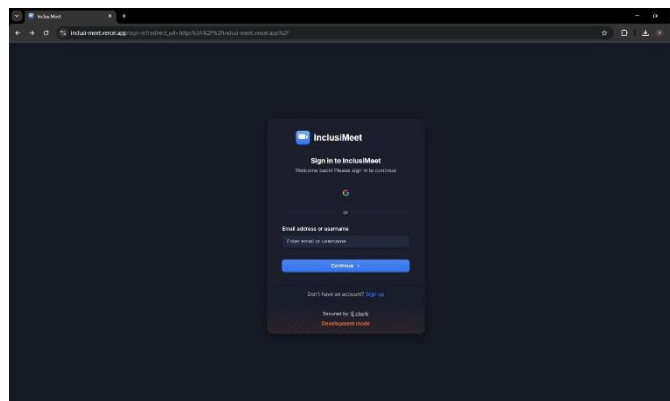 InclusiMeet
InclusiMeet
Sign in to InclusiMeet
Welcome back! Please sign in to continue
or
Email address or username
Enter email or username
Continue
Don't have an account? Sign up
Secured by clerk
Development mode